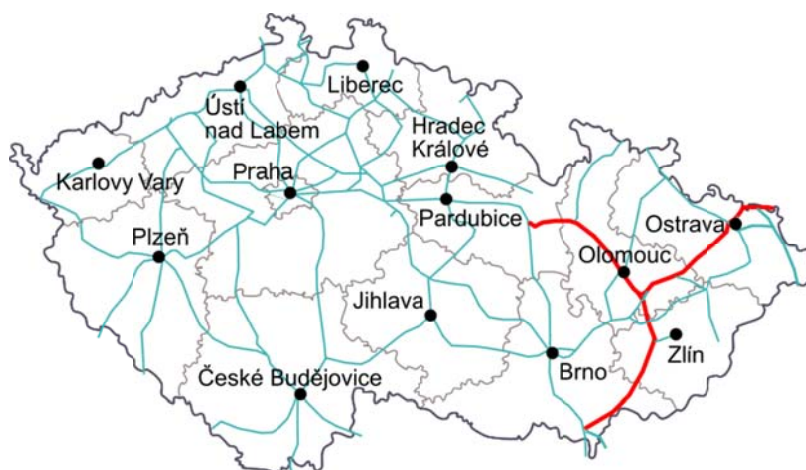 Liberec
Ústí
nad Labem
Hradec
Králové
Karlovy Vary
Praha
Pardubice
Ostrava
Plzeň
Olomouc
Jihlava
Zlín
Brno
České Budějovice